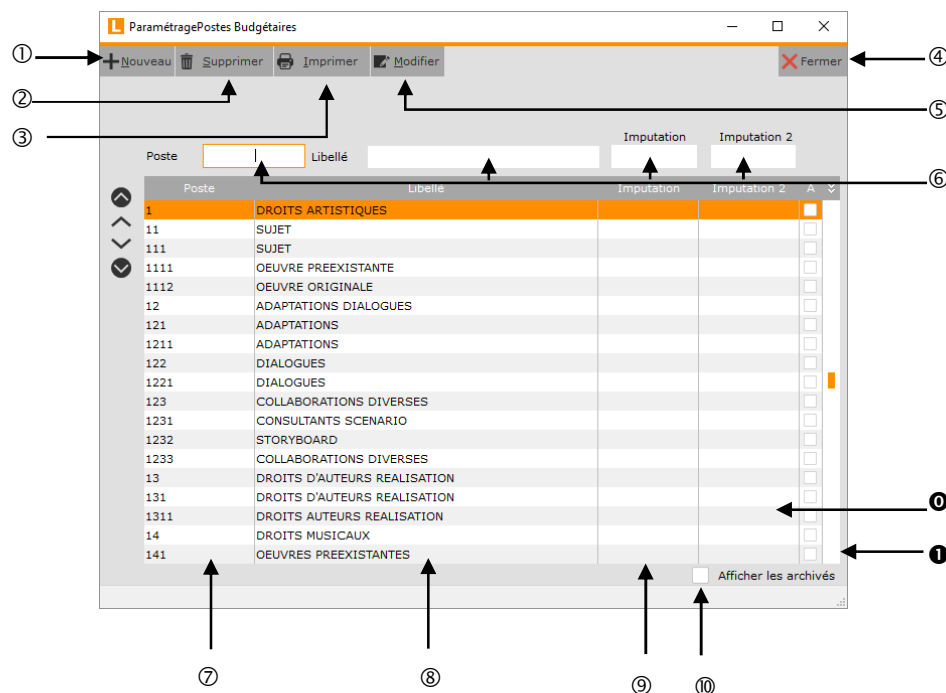 L ParamétragePostes Budgétaires
① Nouveau Supprimer Imprimer Modifier Fermer ④
②
③
⑤
Imputation Imputation 2
Poste Libellé
⑥
Poste Libellé Imputation Imputation 2 A
1 DROITS ARTISTIQUES
11 SUJET
111 SUJET
1111 OEUVRE PREEXISTANTE
1112 OEUVRE ORIGINALE
12 ADAPTATIONS DIALOGUES
121 ADAPTATIONS
1211 ADAPTATIONS
122 DIALOGUES
1221 DIALOGUES
123 COLLABORATIONS DIVERSES
1231 CONSULTANTS SCENARIO
1232 STORYBOARD
1233 COLLABORATIONS DIVERSES
13 DROITS D'AUTEURS REALISATION
131 DROITS D'AUTEURS REALISATION
⓿
1311 DROITS AUTEURS REALISATION
14 DROITS MUSICAUX
141 OEUVRES PREEXISTANTES
❶
Afficher les archivés
⑦ ⑧ ⑨ ⑩